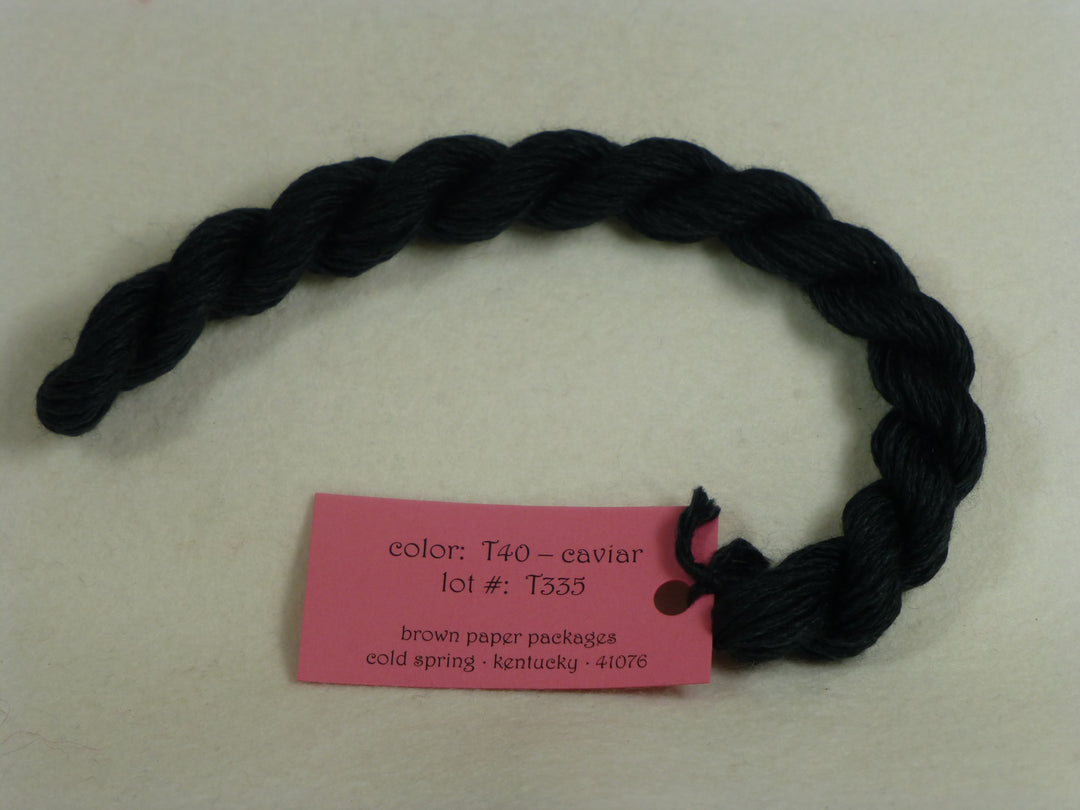 color: T40 – caviar
lot #: T335
brown paper packages
cold spring · kentucky · 41076